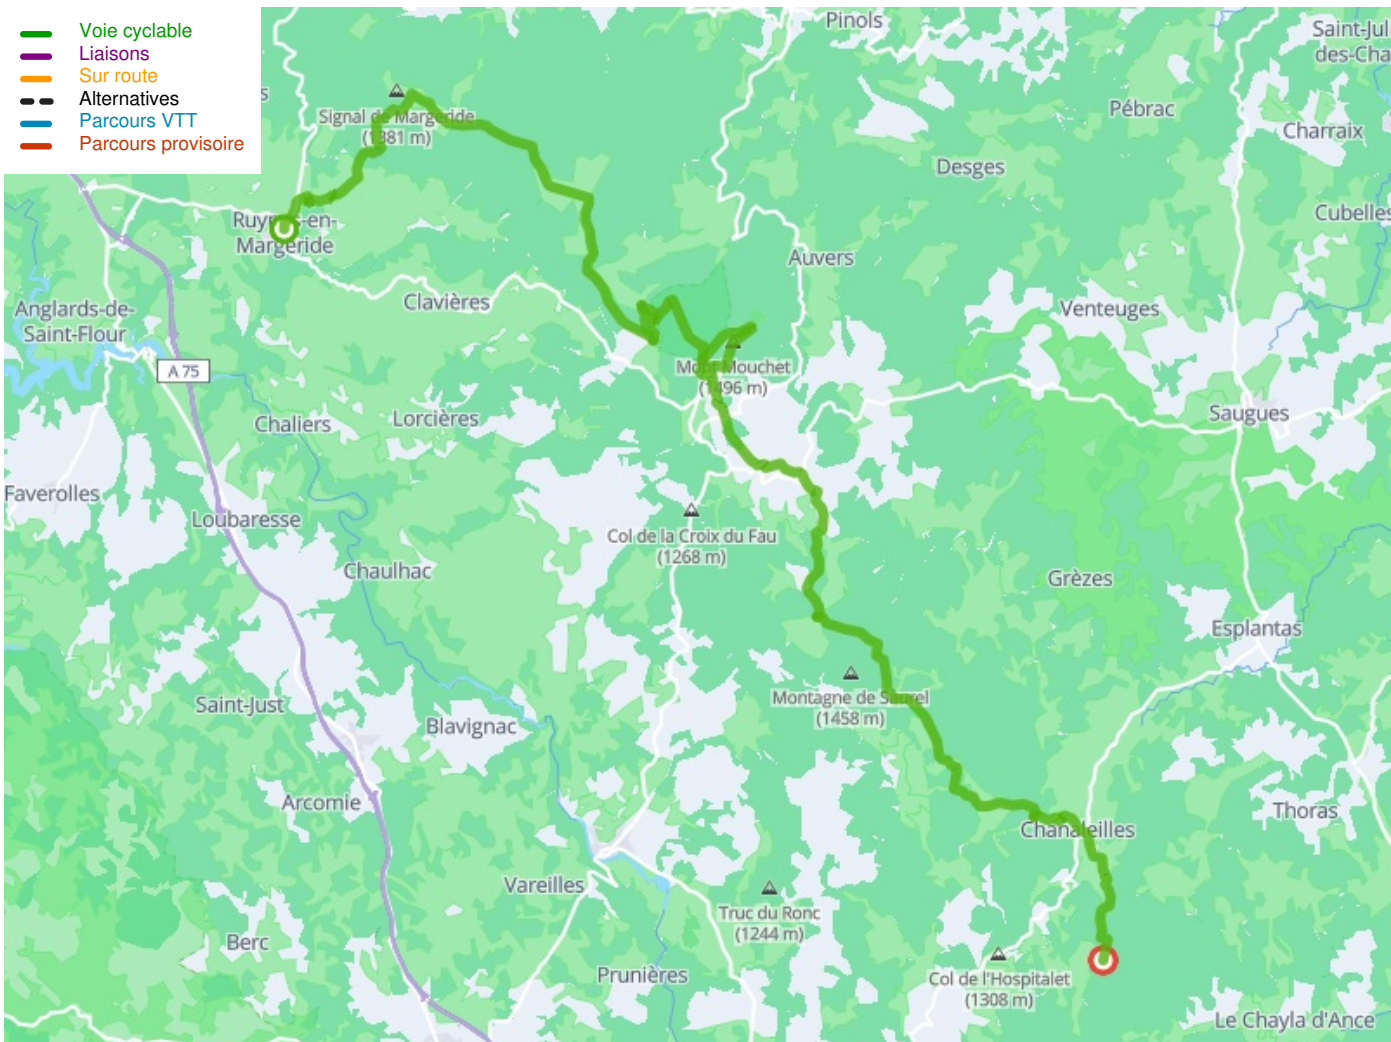 Voie cyclable
Liaisons
Sur route
Alternatives
Parcours VTT
Parcours provisoire
Pinols
Saint-Jul
des-Cha
s
Signal de Margeride
(1381 m)
Pébrac
Charraix
Desges
Cubelles
Ruynes-en-
Margeride
Auvers
Clavières
Venteuges
Anglards-de-
Saint-Flour
A 75
Mont Mouchet
(1496 m)
Chaliers
Lorcières
Saugues
Faverolles
Loubaresse
Col de la Croix du Fau
(1268 m)
Chaulhac
Grèzes
Esplantas
Saint-Just
Montagne de Saurel
(1458 m)
Blavignac
Arcomie
Thoras
Chanaleilles
Vareilles
Truc du Ronc
(1244 m)
Berc
Prunières
Col de l'Hospitalet
(1308 m)
Le Chayla d'Ance